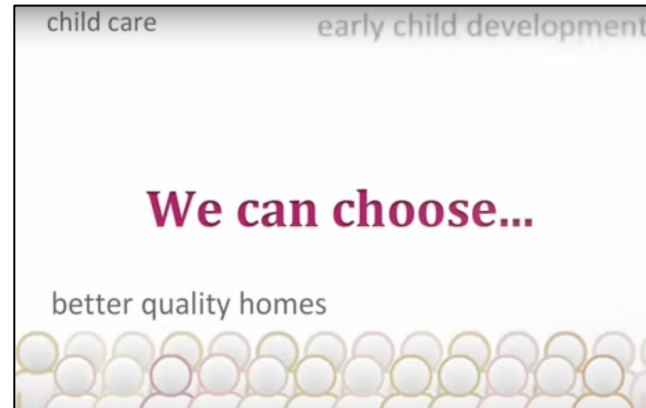 child care
early child development
We can choose...
better quality homes